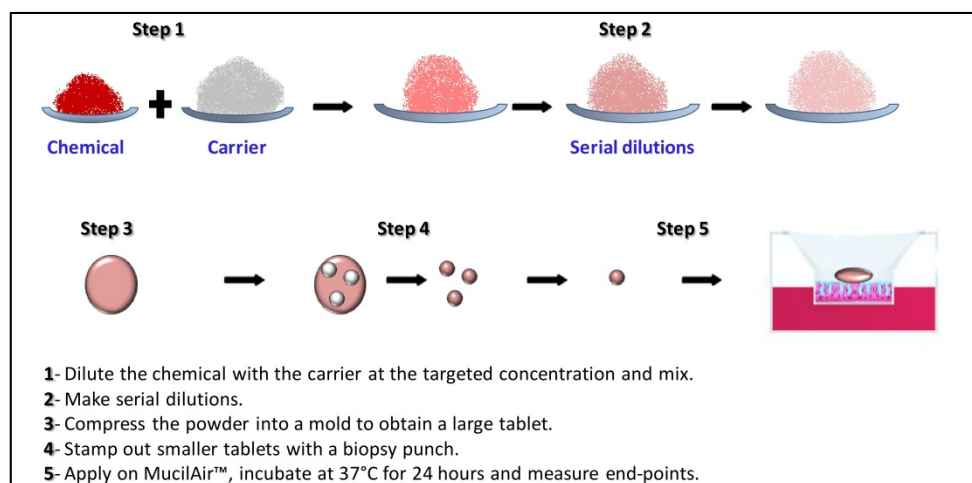 Step 1
Step 2
Chemical
Carrier
Serial dilutions
Step 3
Step 4
Step 5
1- Dilute the chemical with the carrier at the targeted concentration and mix.
2- Make serial dilutions.
3- Compress the powder into a mold to obtain a large tablet.
4- Stamp out smaller tablets with a biopsy punch.
5- Apply on MucilAir™, incubate at 37°C for 24 hours and measure end-points.